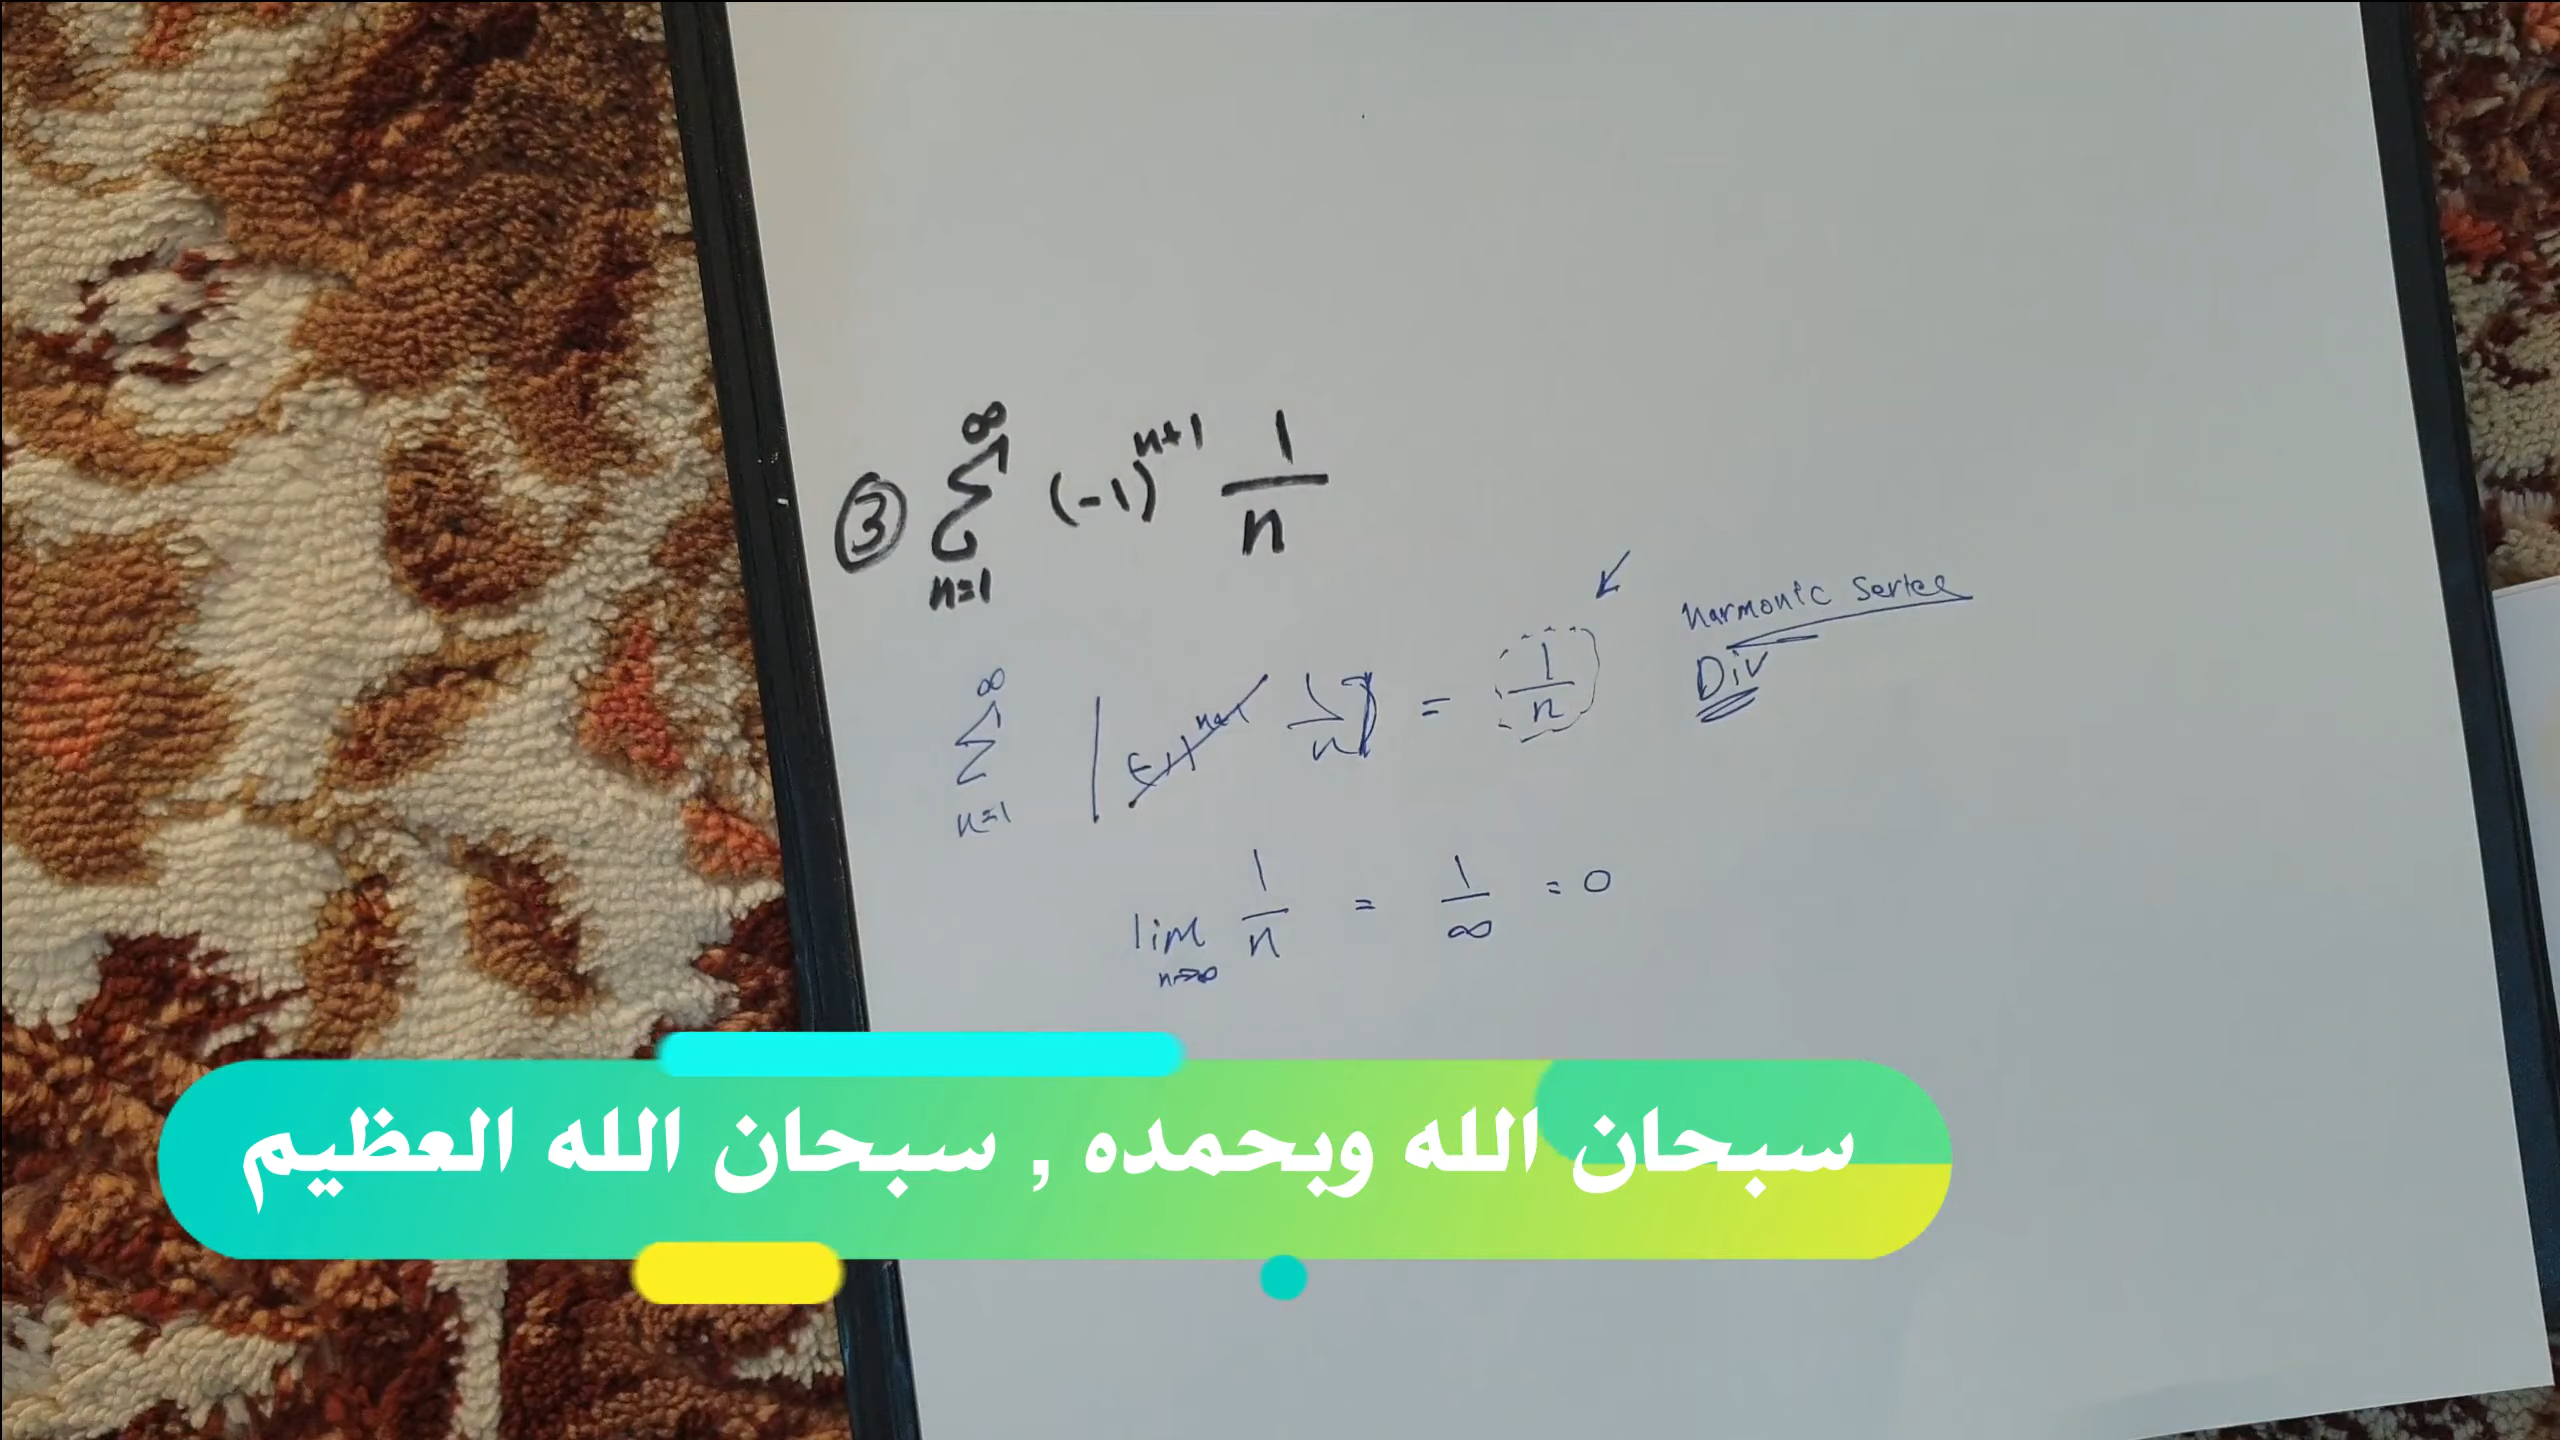 ③ ∞ ∑ n=1 (-1)^{n+1} 1/n
Harmonic Series
∞ ∑ n=1 |(-1)^{n+1} 1/n| = 1/n Div
lim n→∞ 1/n = 1/∞ = 0
سبحان الله وبحمده , سبحان الله العظيم